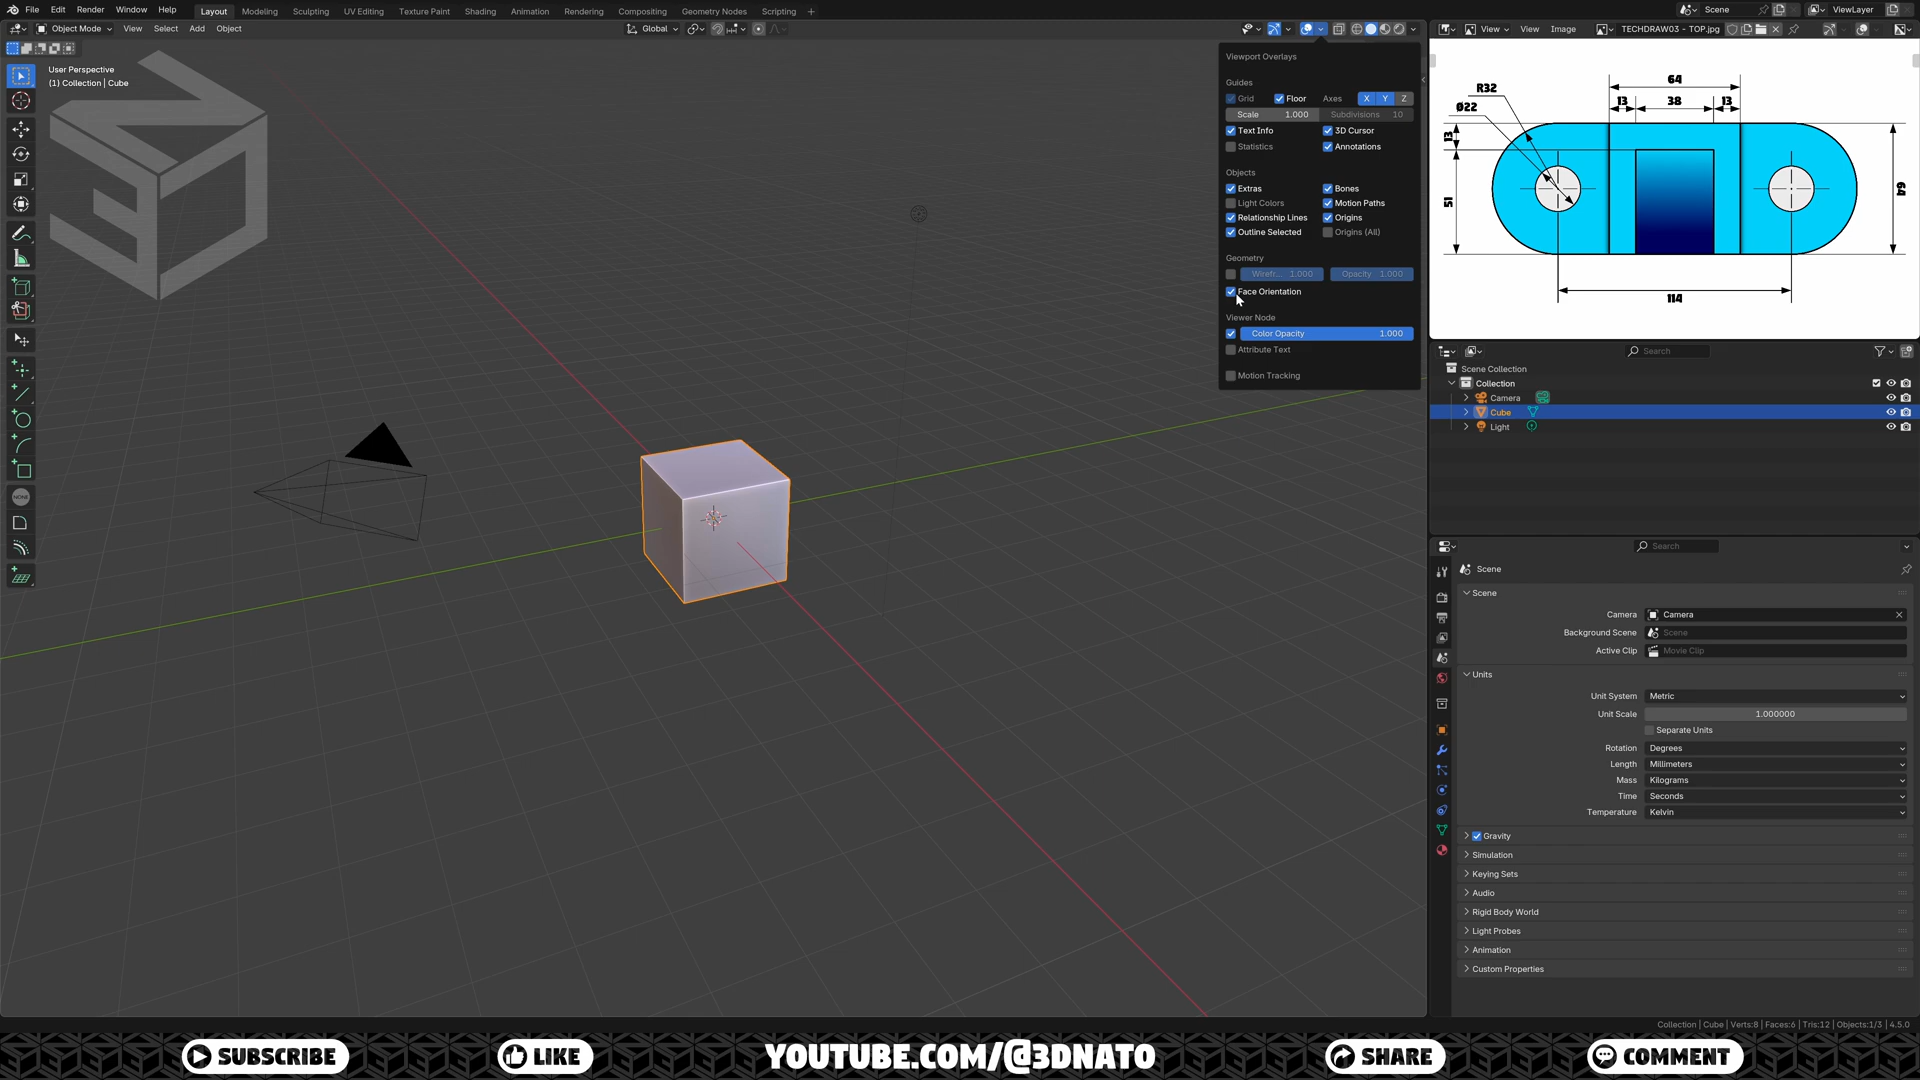 File Edit Render Window Help Layout Modeling Sculpting UV Editing Texture Paint Shading Animation Rendering Compositing Geometry Nodes Scripting + Scene ViewLayer
Object Mode View Select Add Object Global View View Image TECHDRAW03 - TOP.jpg
User Perspective
(1) Collection | Cube
Viewport Overlays
Guides
Grid Floor Axes X Y Z
Scale 1.000 Subdivisions 10
Text Info 3D Cursor
Statistics Annotations
Objects
Extras Bones
Light Colors Motion Paths
Relationship Lines Origins
Outline Selected Origins (All)
Geometry
Wirefr... 1.000 Opacity 1.000
Face Orientation
Viewer Node
Color Opacity 1.000
Attribute Text
Motion Tracking
64
R32
13 38 13
Ø22
13
51
64
114
Search
Scene Collection
Collection
Camera
Cube
Light
Search
Scene
Scene
Camera Camera
Background Scene Scene
Active Clip Movie Clip
Units
Unit System Metric
Unit Scale 1.000000
Separate Units
Rotation Degrees
Length Millimeters
Mass Kilograms
Time Seconds
Temperature Kelvin
Gravity
Simulation
Keying Sets
Audio
Rigid Body World
Light Probes
Animation
Custom Properties
Collection | Cube | Verts:8 | Faces:6 | Tris:12 | Objects:1/3 | 4.5.0
SUBSCRIBE LIKE YOUTUBE.COM/@3DNATO SHARE COMMENT
NONE